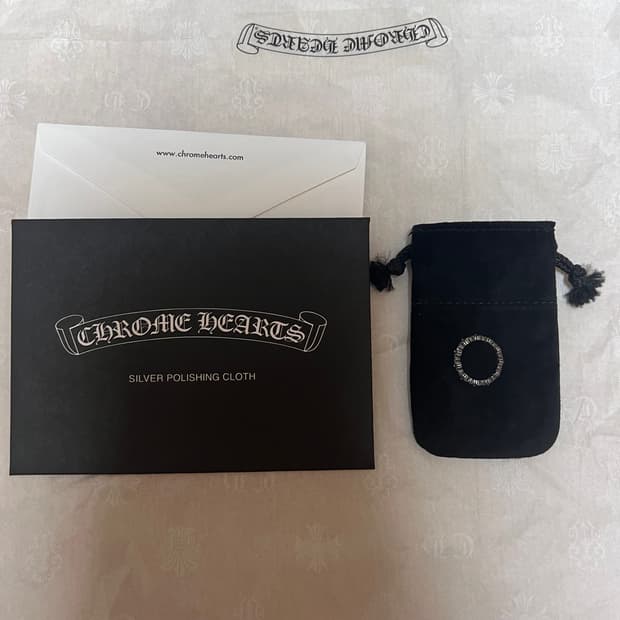 CHROME HEARTS
www.chromehearts.com
CHROME HEARTS
SILVER POLISHING CLOTH